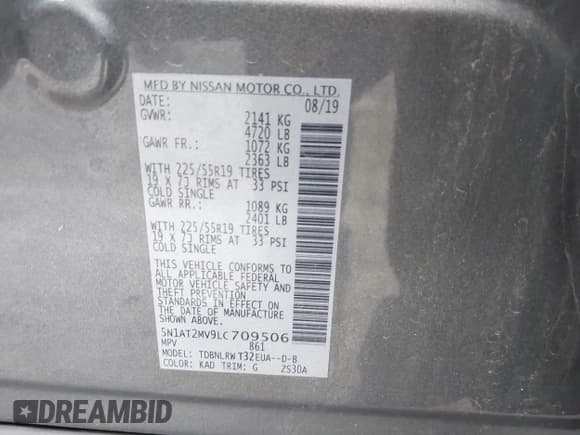 MFD BY NISSAN MOTOR CO., LTD.
DATE: 08/19
GVWR: 2141 KG
4720 LB
GAWR FR.: 1072 KG
2363 LB
WITH 225/55R19 TIRES
19 X 7J RIMS AT 33 PSI
COLD SINGLE
GAWR RR.: 1089 KG
2401 LB
WITH 225/55R19 TIRES
19 X 7J RIMS AT 33 PSI
COLD SINGLE
THIS VEHICLE CONFORMS TO
ALL APPLICABLE FEDERAL
MOTOR VEHICLE SAFETY AND
THEFT PREVENTION
STANDARDS IN EFFECT ON
THE DATE OF MANUFACTURE
SHOWN ABOVE.
5N1AT2MV9LC709506
MPV 861
MODEL: TDBNLRW T32EUA--D-B
COLOR: KAD TRIM: G ZS30A
DREAMBID
COLLECT & WIN